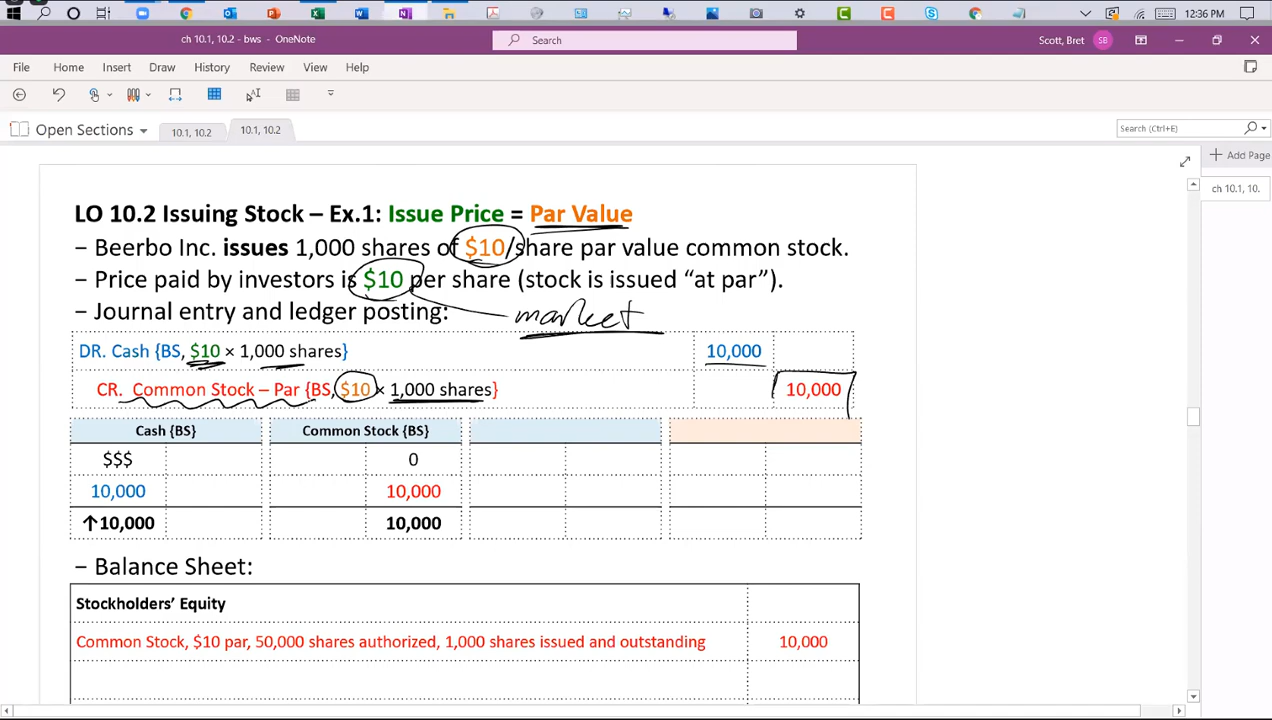 12:36 PM
ch 10.1, 10.2 - bws - OneNote
Search
Scott, Bret
SB
File Home Insert Draw History Review View Help
Open Sections
10.1, 10.2
10.1, 10.2
Search (Ctrl+E)
Add Page
ch 10.1, 10.
LO 10.2 Issuing Stock – Ex.1: Issue Price = Par Value
− Beerbo Inc. issues 1,000 shares of $10/share par value common stock.
− Price paid by investors is $10 per share (stock is issued “at par”).
− Journal entry and ledger posting:
market
DR. Cash {BS, $10 × 1,000 shares} 10,000
CR. Common Stock – Par {BS, $10 × 1,000 shares} 10,000
Cash {BS} Common Stock {BS}
$$$ 0
10,000 10,000
↑10,000 10,000
− Balance Sheet:
Stockholders’ Equity
Common Stock, $10 par, 50,000 shares authorized, 1,000 shares issued and outstanding 10,000